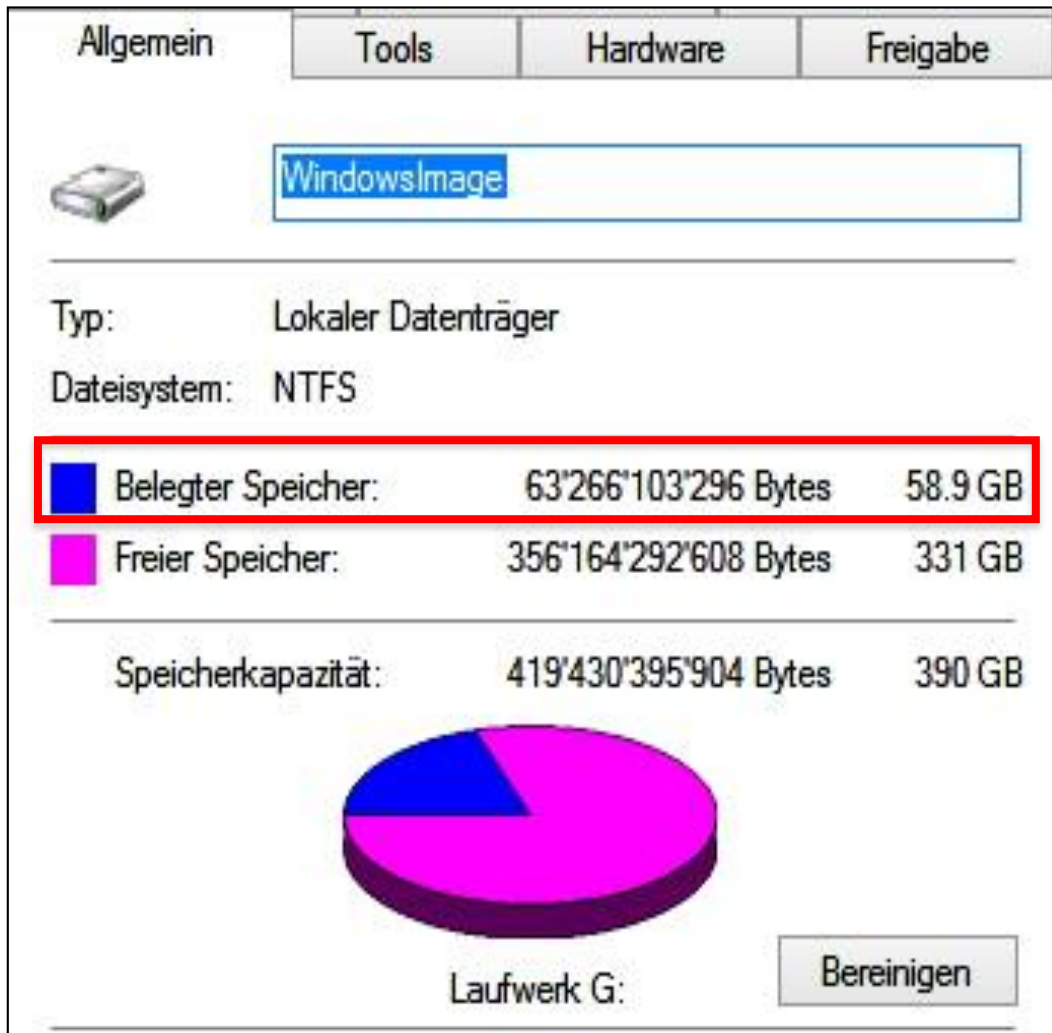 Allgemein Tools Hardware Freigabe
WindowsImage
Typ: Lokaler Datenträger
Dateisystem: NTFS
Belegter Speicher: 63'266'103'296 Bytes 58.9 GB
Freier Speicher: 356'164'292'608 Bytes 331 GB
Speicherkapazität: 419'430'395'904 Bytes 390 GB
Laufwerk G: Bereinigen